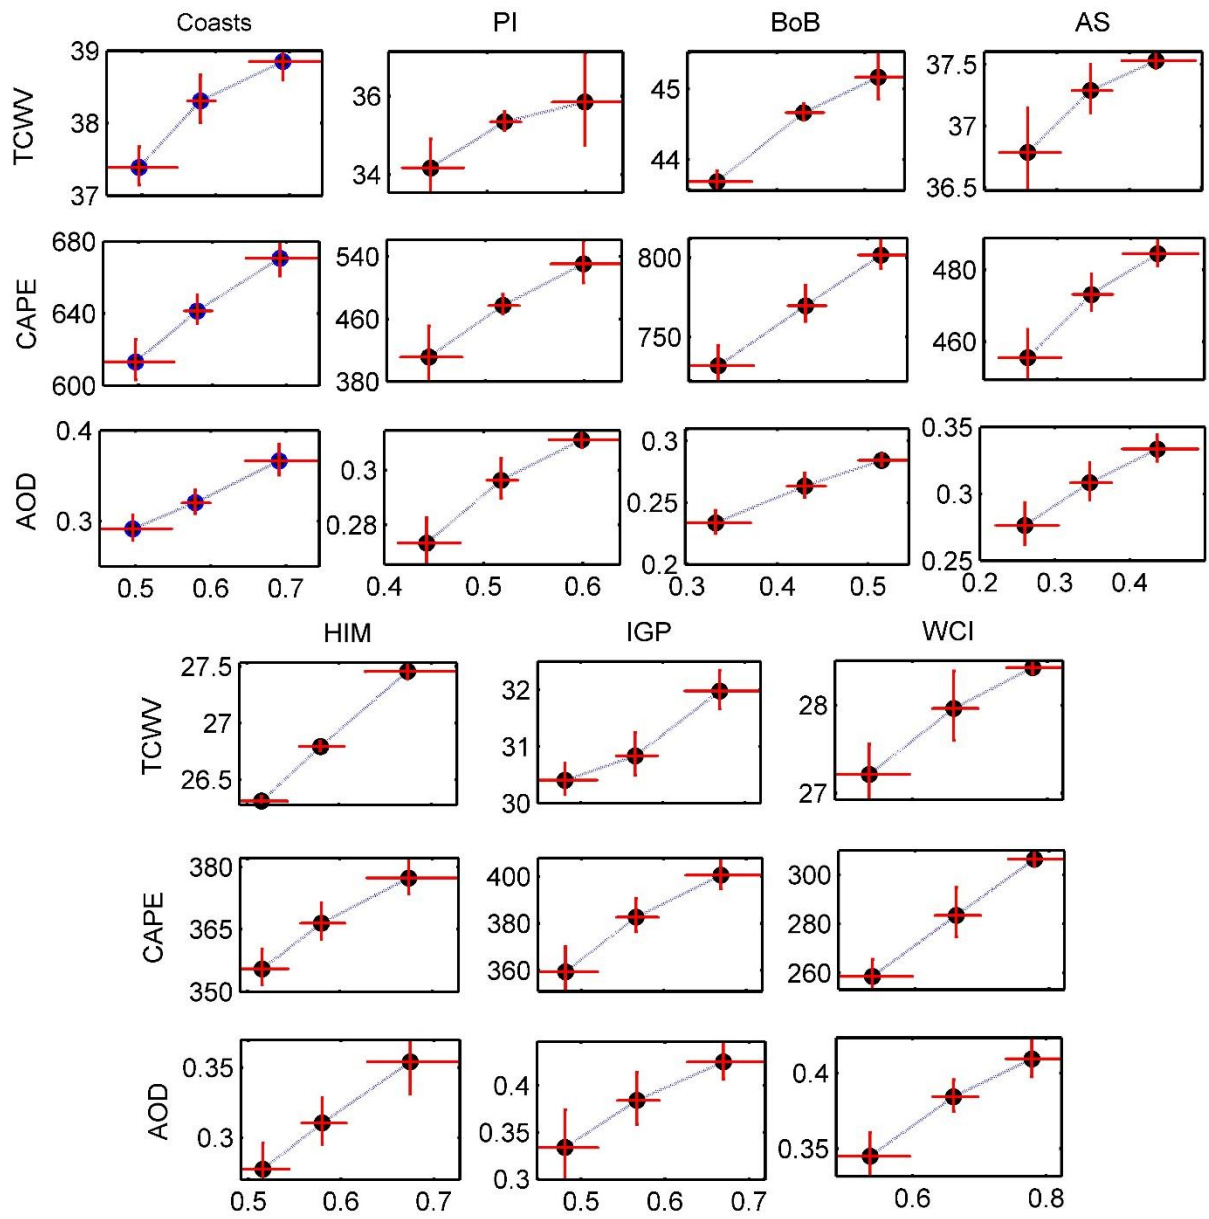 Coasts PI BoB AS
TCWV 39 38 37 36 34 45 44 37.5 37 36.5
CAPE 680 640 600 540 460 380 800 750 480 460
AOD 0.4 0.3 0.3 0.28 0.3 0.25 0.2 0.35 0.3 0.25
0.5 0.6 0.7 0.4 0.5 0.6 0.3 0.4 0.5 0.2 0.3 0.4
HIM IGP WCI
TCWV 27.5 27 26.5 32 31 30 28 27
CAPE 380 365 350 400 380 360 300 280 260
AOD 0.35 0.3 0.4 0.35 0.3 0.4 0.35
0.5 0.6 0.7 0.5 0.6 0.7 0.6 0.8